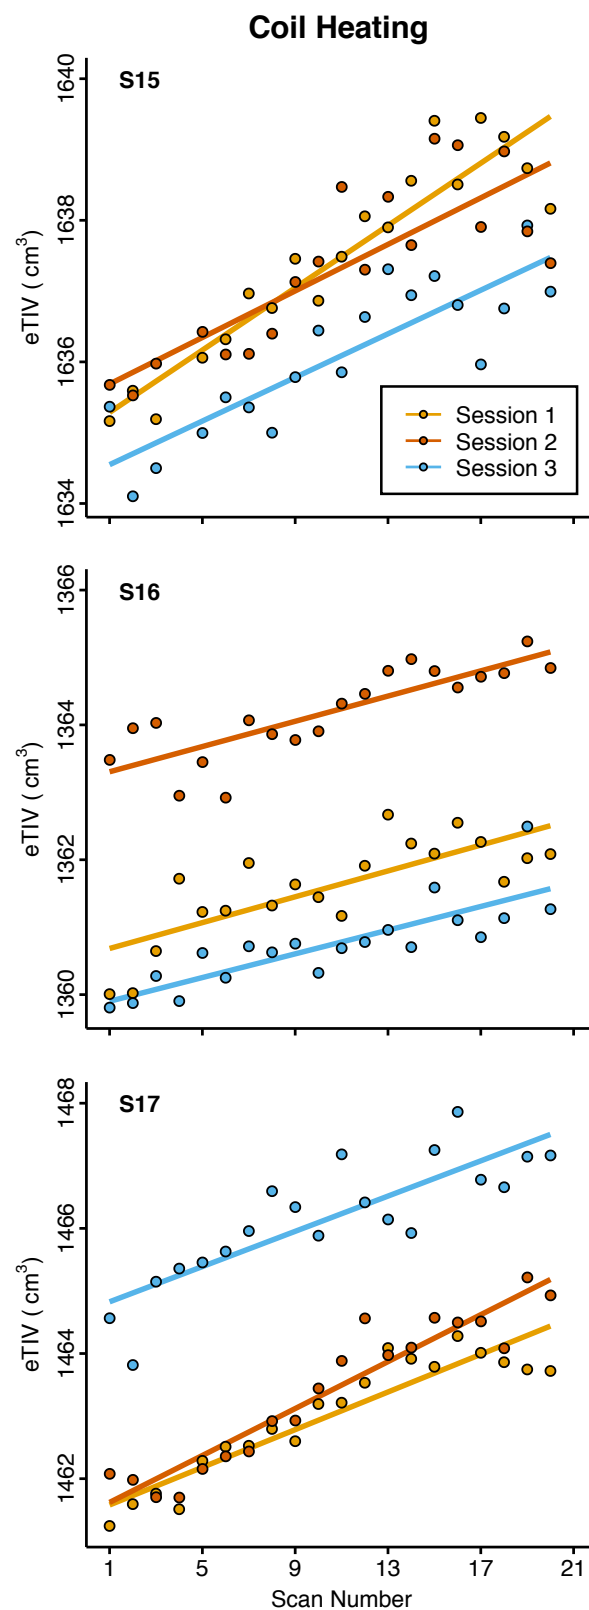 Coil Heating
S15
1640
1638
1636
1634
eTIV ( cm³)
Session 1
Session 2
Session 3
S16
1366
1364
1362
1360
eTIV ( cm³)
S17
1468
1466
1464
1462
eTIV ( cm³)
1 5 9 13 17 21
Scan Number